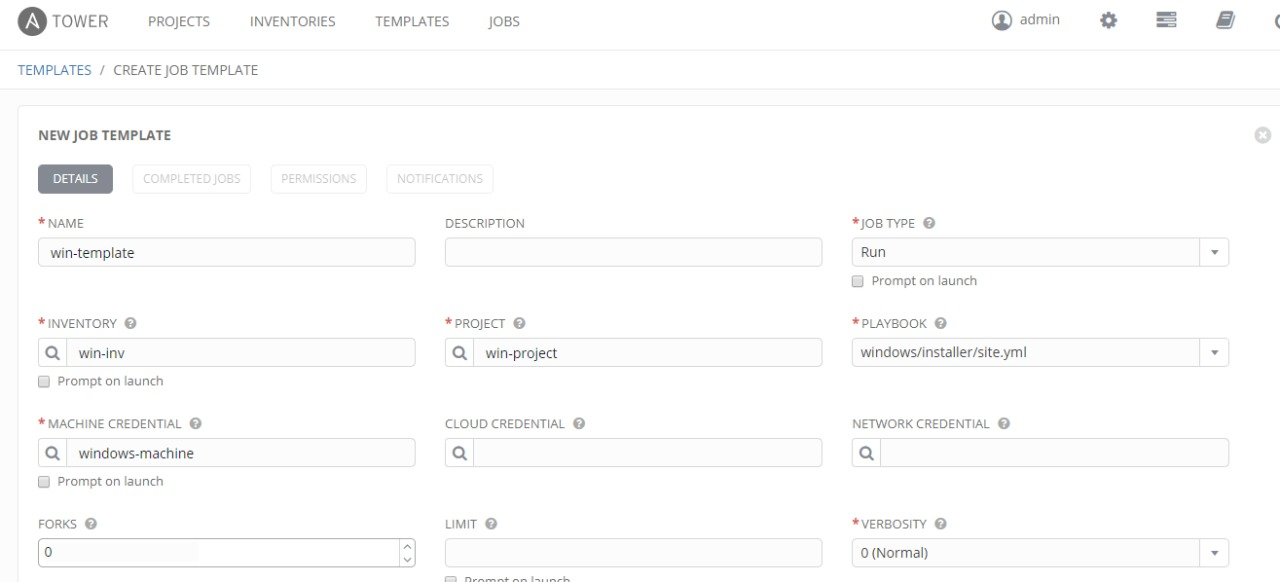 A TOWER PROJECTS INVENTORIES TEMPLATES JOBS admin
TEMPLATES / CREATE JOB TEMPLATE
NEW JOB TEMPLATE
DETAILS COMPLETED JOBS PERMISSIONS NOTIFICATIONS
* NAME DESCRIPTION * JOB TYPE ?
win-template Run
Prompt on launch
* INVENTORY ? * PROJECT ? * PLAYBOOK ?
win-inv win-project windows/installer/site.yml
Prompt on launch
* MACHINE CREDENTIAL ? CLOUD CREDENTIAL ? NETWORK CREDENTIAL ?
windows-machine
Prompt on launch
FORKS ? LIMIT ? * VERBOSITY ?
0 0 (Normal)
Prompt on launch